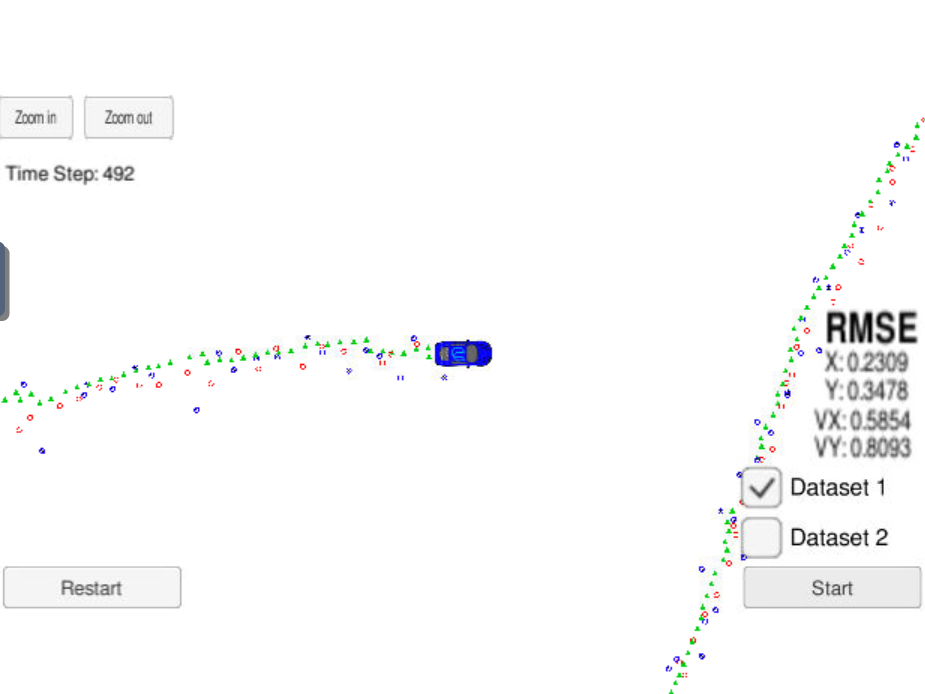 Zoom in
Zoom out
Time Step: 492
RMSE
X: 0.2309
Y: 0.3478
VX: 0.5854
VY: 0.8093
Dataset 1
Dataset 2
Restart
Start